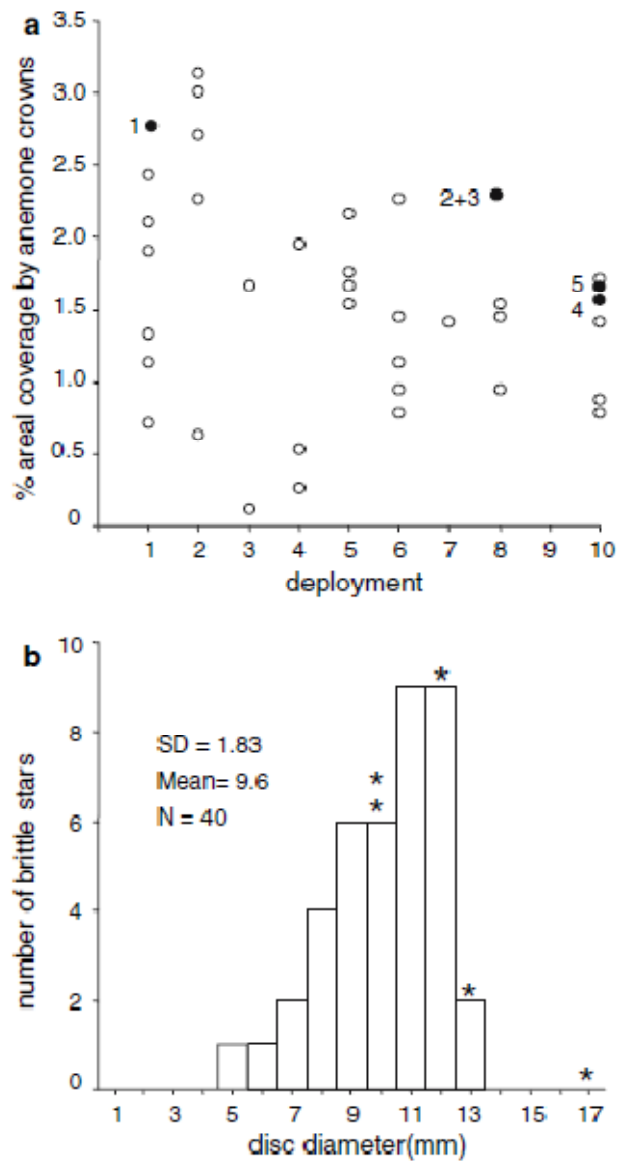 a
% areal coverage by anemone crowns
3.5
3.0
2.5
2.0
1.5
1.0
0.5
0
1
2+3
5
4
1 2 3 4 5 6 7 8 9 10
deployment
b
number of brittle stars
10
8
6
4
2
0
SD = 1.83
Mean= 9.6
N = 40
*
*
*
*
*
1 3 5 7 9 11 13 15 17
disc diameter(mm)